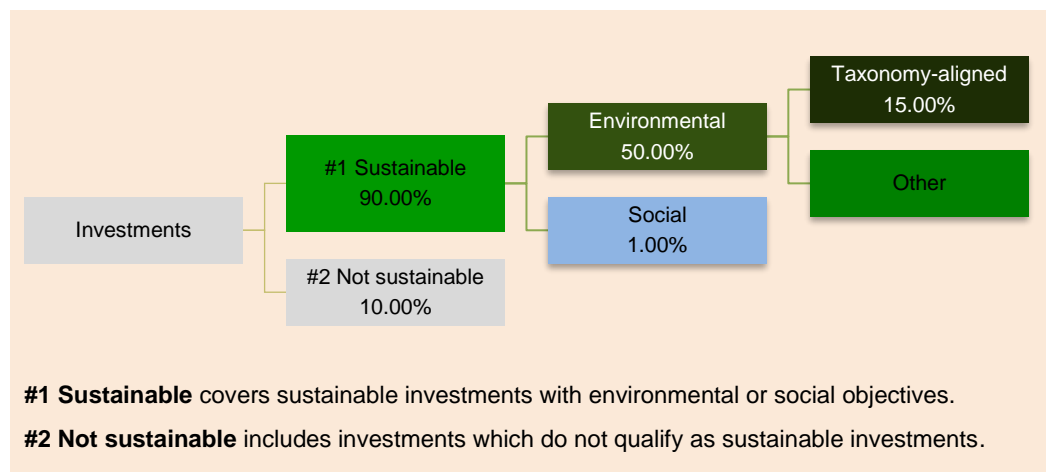 Investments
#1 Sustainable
90.00%
#2 Not sustainable
10.00%
Environmental
50.00%
Social
1.00%
Taxonomy-aligned
15.00%
Other
#1 Sustainable covers sustainable investments with environmental or social objectives.
#2 Not sustainable includes investments which do not qualify as sustainable investments.